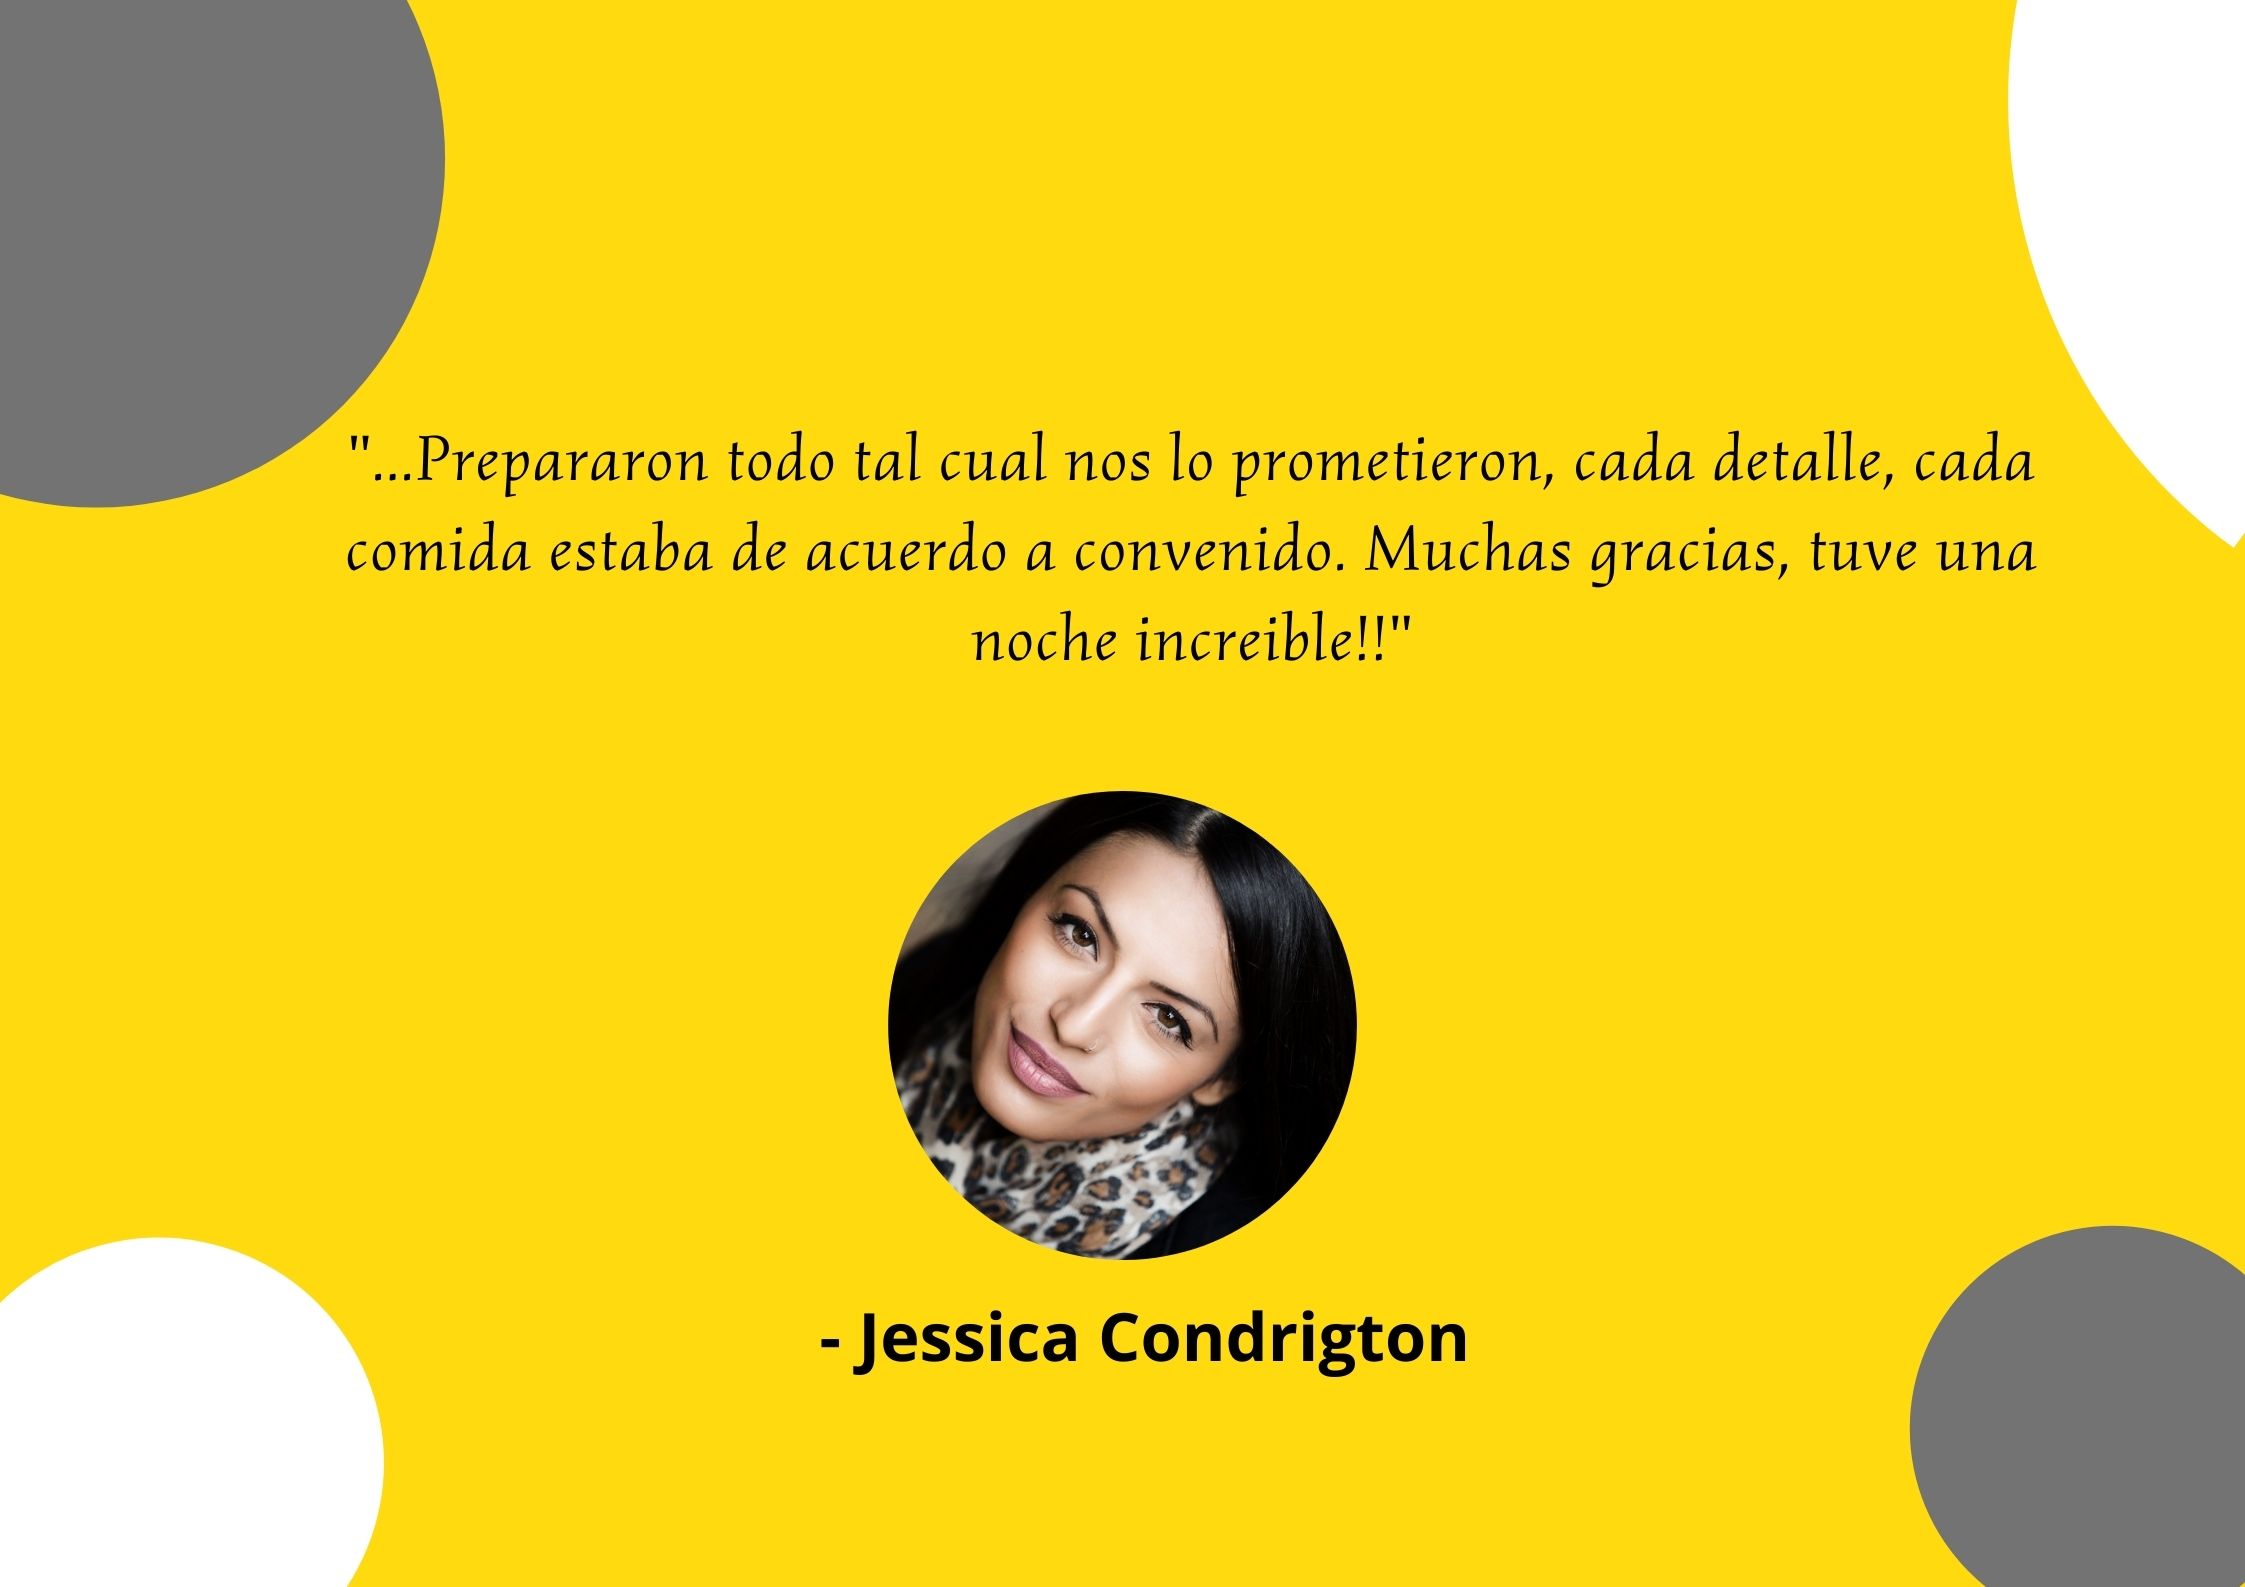 "...Prepararon todo tal cual nos lo prometieron, cada detalle, cada
comida estaba de acuerdo a convenido. Muchas gracias, tuve una
noche increible!!"
- Jessica Condrigton